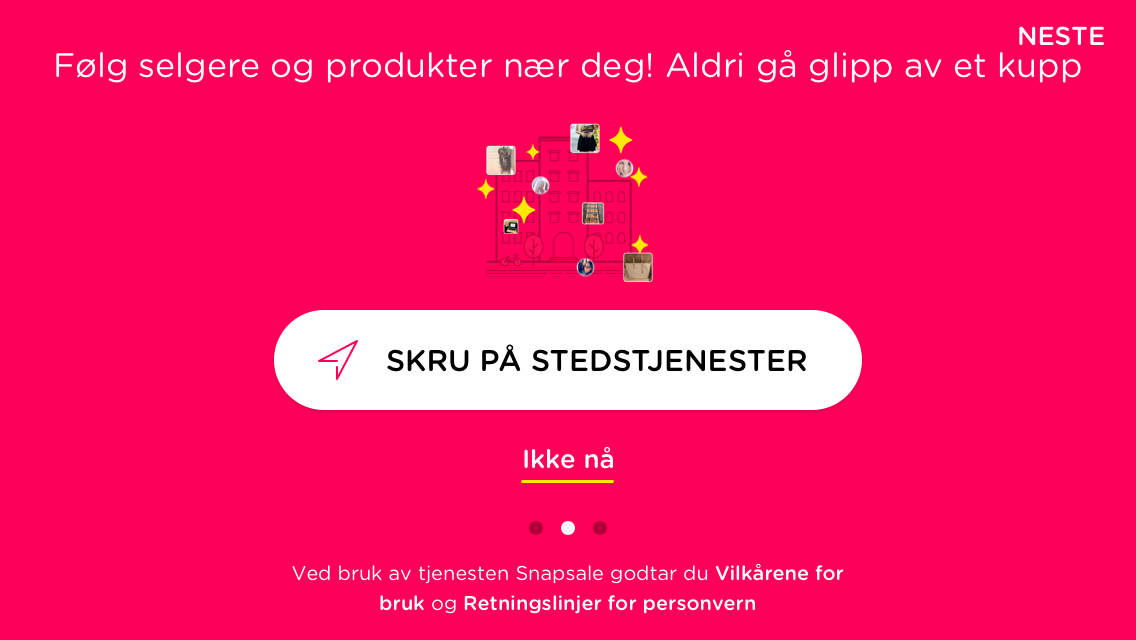 NESTE
Følg selgere og produkter nær deg! Aldri gå glipp av et kupp
SKRU PÅ STEDSTJENESTER
Ikke nå
Ved bruk av tjenesten Snapsale godtar du Vilkårene for
bruk og Retningslinjer for personvern